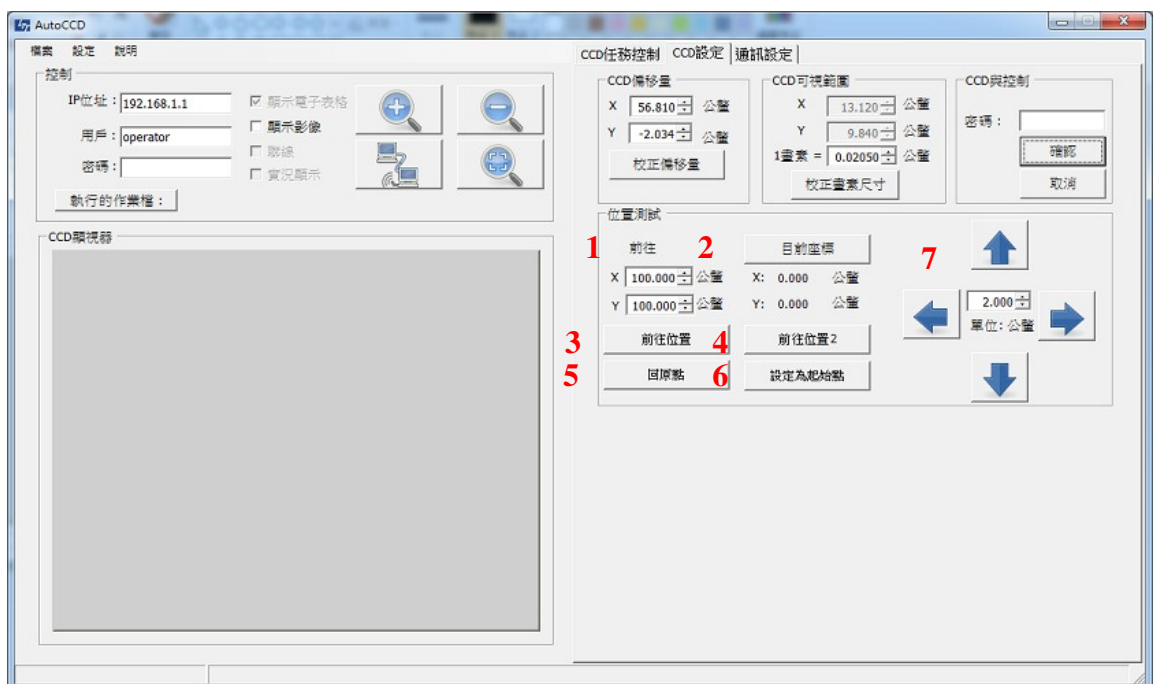 AutoCCD
檔案 設定 說明
控制
IP位址：192.168.1.1
用戶：operator
密碼：
顯示電子表格
顯示影像
聯線
實況顯示
執行的作業檔：
CCD顯視器
CCD任務控制 CCD設定 通訊設定
CCD偏移量
X 56.810 公釐
Y -2.034 公釐
校正偏移量
CCD可視範圍
X 13.120 公釐
Y 9.840 公釐
1畫素 = 0.02050 公釐
校正畫素尺寸
CCD與控制
密碼：
確認
取消
位置測試
1 前往
X 100.000 公釐
Y 100.000 公釐
2 目前座標
X: 0.000 公釐
Y: 0.000 公釐
3 前往位置
4 前往位置2
5 回原點
6 設定為起始點
7
2.000
單位：公釐